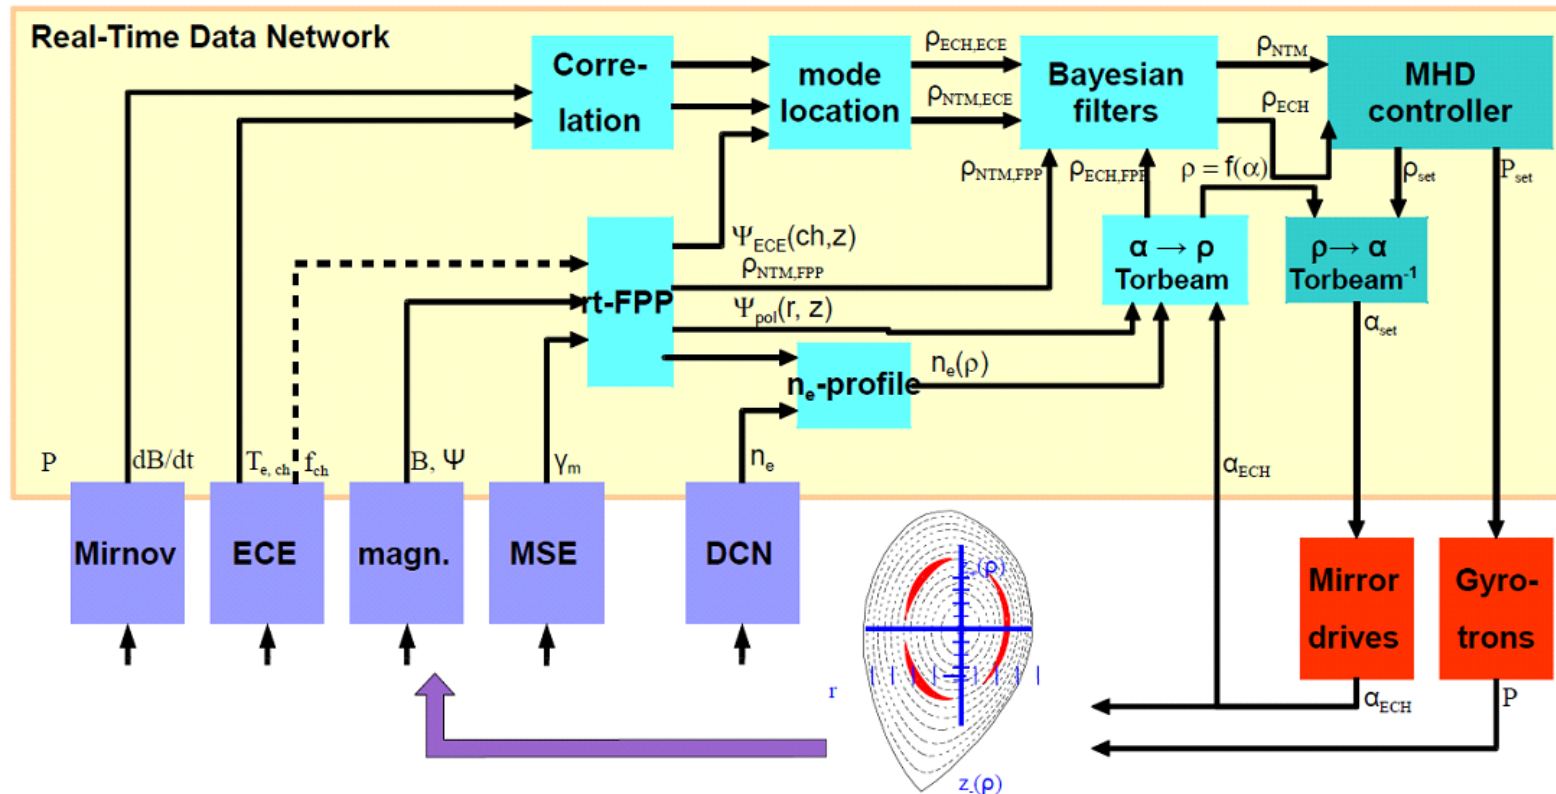 Real-Time Data Network
Corre-
lation
mode
location
ρECH,ECE
ρNTM,ECE
Bayesian
filters
ρNTM
ρECH
MHD
controller
ρNTM,FPP
ρECH,FPP
ρ = f(α)
ρset
Pset
rt-FPP
ΨECE(ch,z)
ρNTM,FPP
Ψpol(r, z)
α → ρ
Torbeam
ρ→ α
Torbeam-1
αset
ne-profile
ne(ρ)
P
dB/dt
Te, ch
fch
B, Ψ
γm
ne
αECH
Mirnov
ECE
magn.
MSE
DCN
Mirror
drives
Gyro-
trons
r
αECH
P